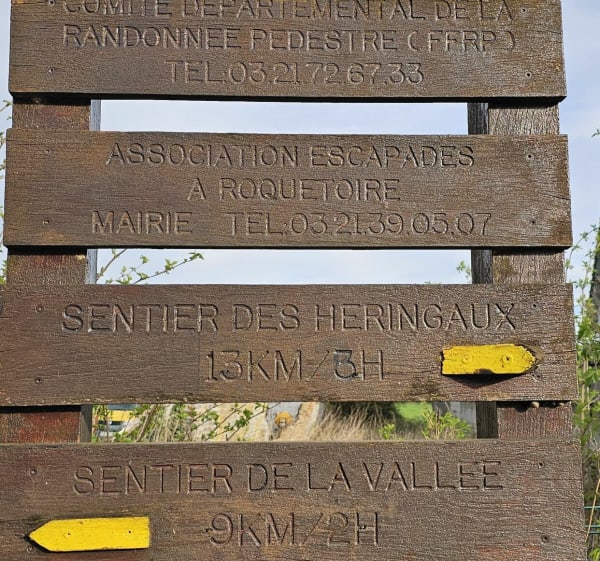 COMITE DEPARTEMENTAL DE LA
RANDONNEE PEDESTRE (FFRP)
TEL.03.21.72.67.33
ASSOCIATION ESCAPADES
A ROQUETOIRE
MAIRIE TEL.03.21.39.05.07
SENTIER DES HERINGAUX
13KM/3H
SENTIER DE LA VALLEE
9KM/2H